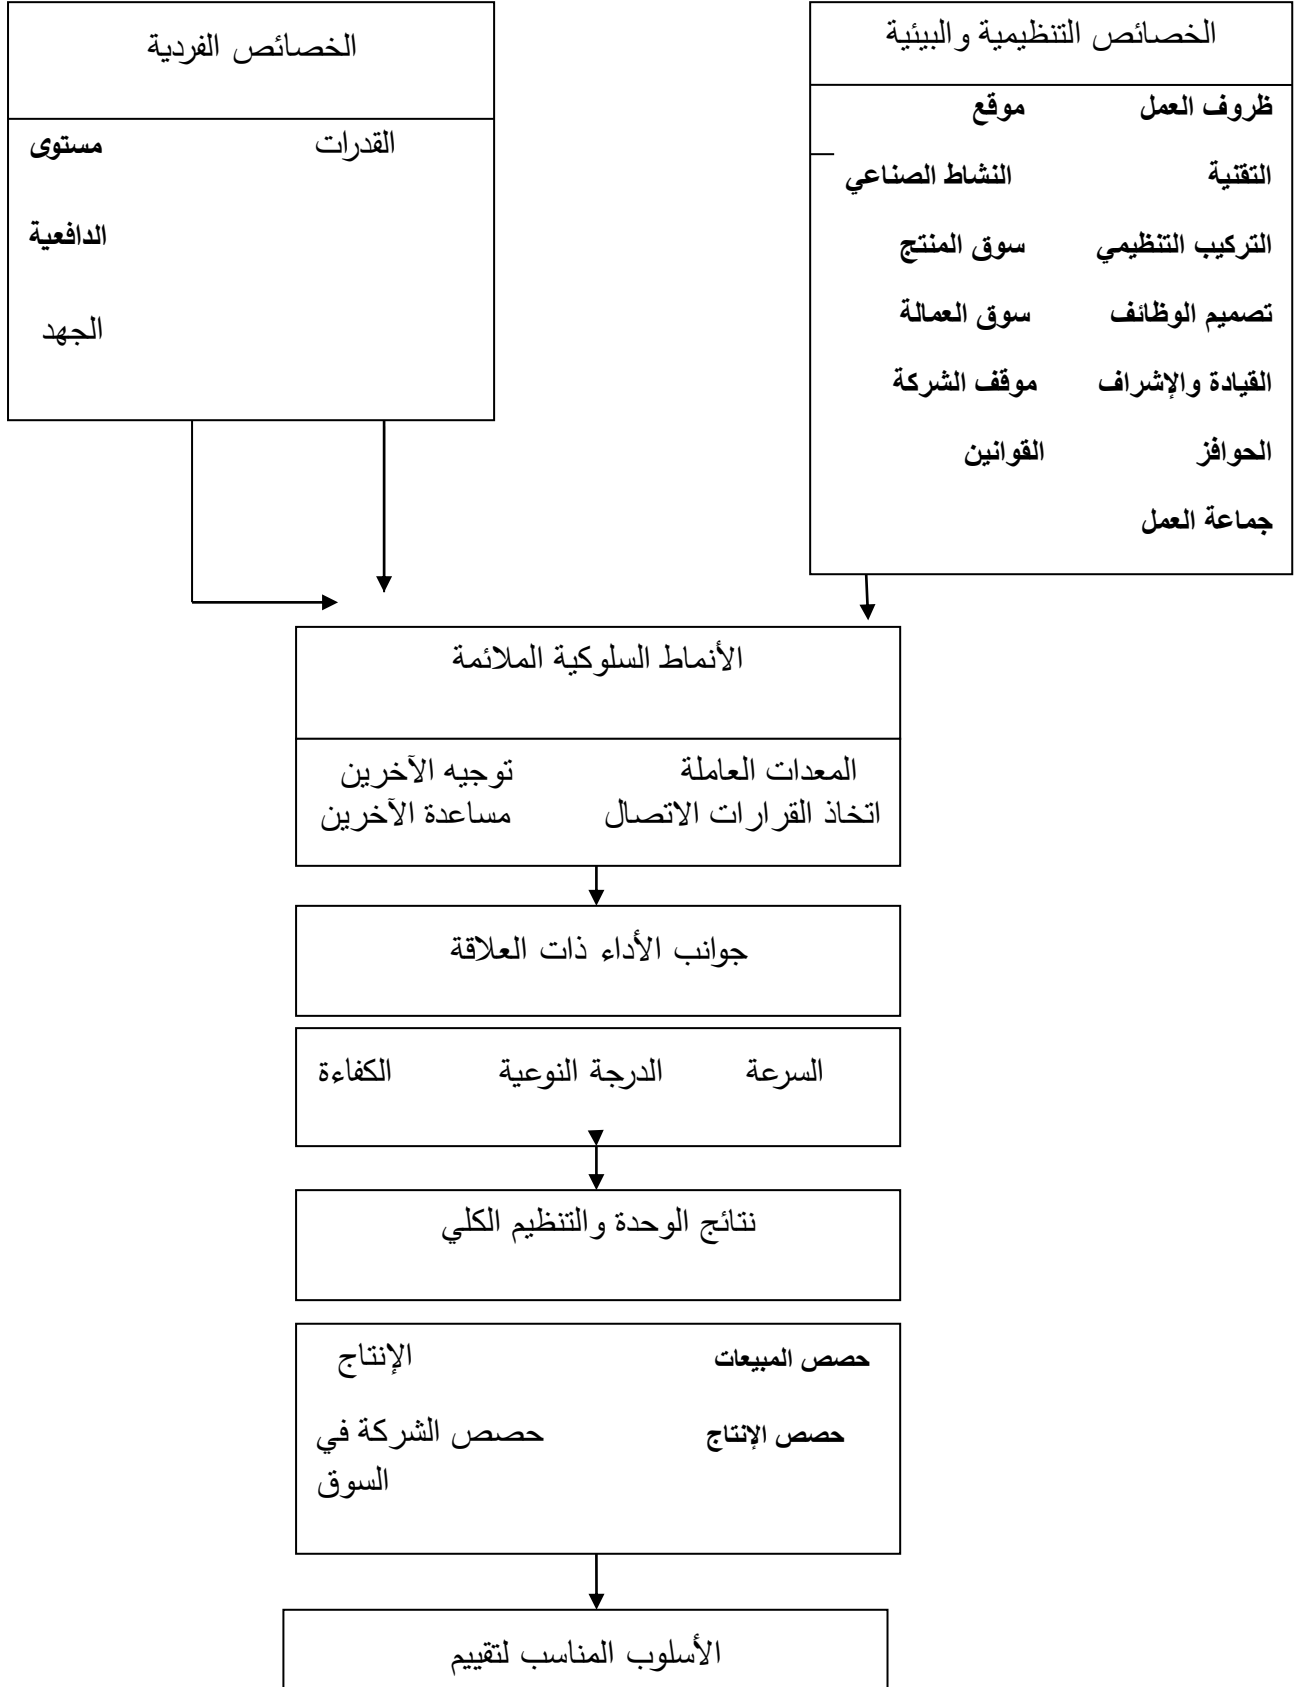 الخصائص التنظيمية والبيئية
ظروف العمل موقع
التقنية النشاط الصناعي
التركيب التنظيمي سوق المنتج
تصميم الوظائف سوق العمالة
القيادة والإشراف موقف الشركة
الحوافز القوانين
جماعة العمل
الخصائص الفردية
القدرات مستوى
الدافعية
الجهد
الأنماط السلوكية الملائمة
المعدات العاملة توجيه الآخرين
اتخاذ القرارات الاتصال مساعدة الآخرين
جوانب الأداء ذات العلاقة
السرعة الدرجة النوعية الكفاءة
نتائج الوحدة والتنظيم الكلي
حصص المبيعات الإنتاج
حصص الإنتاج حصص الشركة في
السوق
الأسلوب المناسب لتقييم